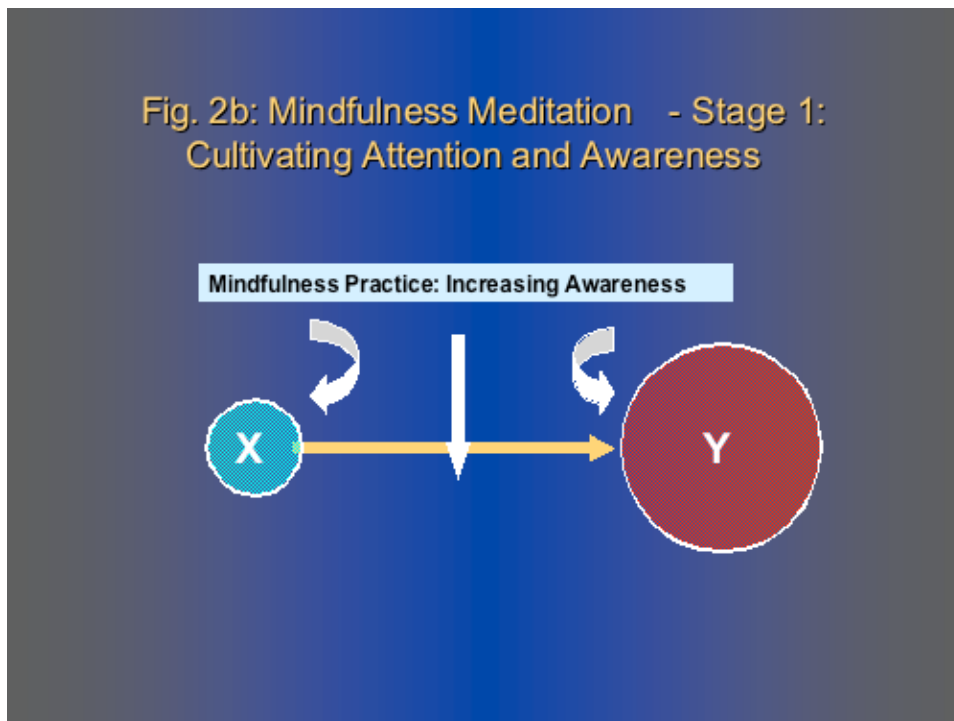 Fig. 2b: Mindfulness Meditation - Stage 1:
Cultivating Attention and Awareness
Mindfulness Practice: Increasing Awareness
X
Y